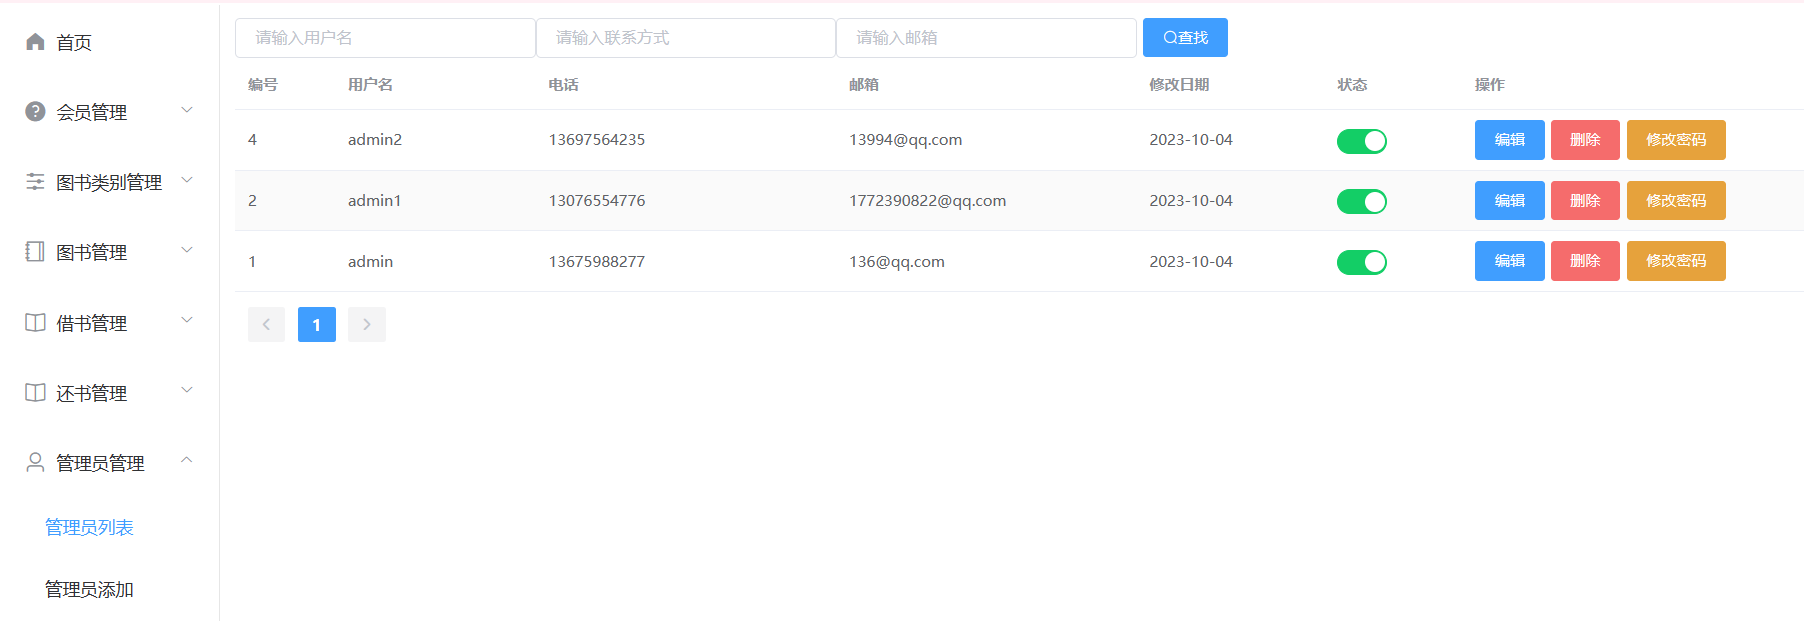 首页
会员管理
图书类别管理
图书管理
借书管理
还书管理
管理员管理
管理员列表
管理员添加
请输入用户名 请输入联系方式 请输入邮箱 查找
编号 用户名 电话 邮箱 修改日期 状态 操作
4 admin2 13697564235 13994@qq.com 2023-10-04 编辑 删除 修改密码
2 admin1 13076554776 1772390822@qq.com 2023-10-04 编辑 删除 修改密码
1 admin 13675988277 136@qq.com 2023-10-04 编辑 删除 修改密码
1